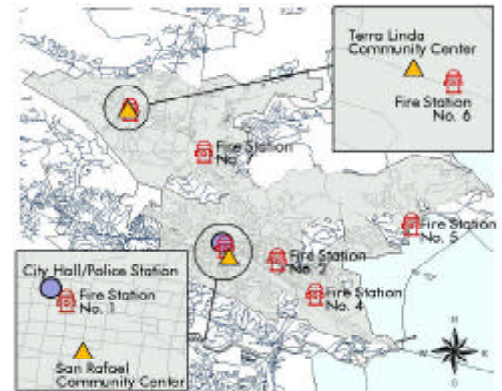 Terra Linda
Community Center
Fire Station
No. 6
Fire Station
No. 7
Fire Station
No. 5
Fire Station
No. 2
Fire Station
No. 4
City Hall/Police Station
Fire Station
No. 1
San Rafael
Community Center